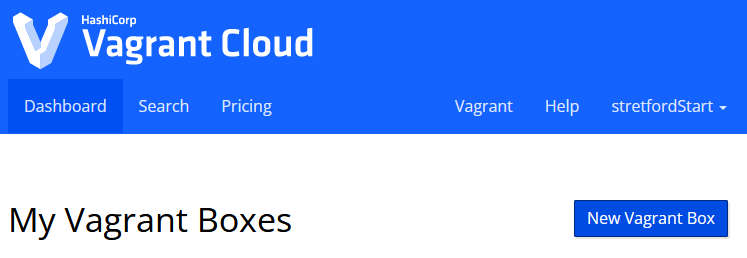 HashiCorp
Vagrant Cloud
Dashboard Search Pricing Vagrant Help stretfordStart
My Vagrant Boxes New Vagrant Box